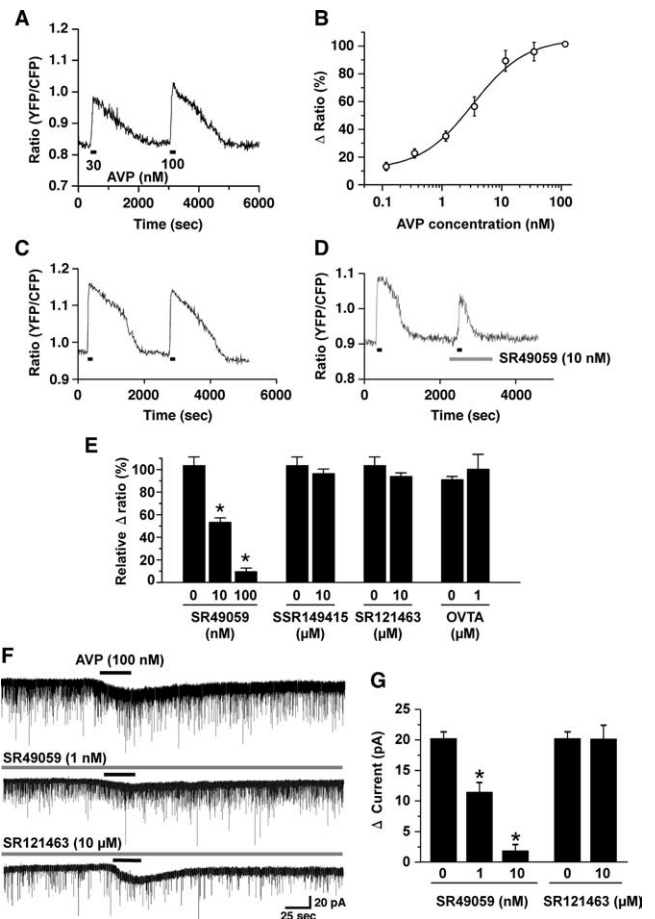 A
Ratio (YFP/CFP)
1.1
1.0
0.9
0.8
0.7
30
100
AVP (nM)
0
2000
4000
6000
Time (sec)
B
Δ Ratio (%)
100
80
60
40
20
0
0.1
1
10
100
AVP concentration (nM)
C
Ratio (YFP/CFP)
1.2
1.1
1.0
0.9
0
2000
4000
6000
Time (sec)
D
Ratio (YFP/CFP)
1.1
1.0
0.9
0.8
SR49059 (10 nM)
0
2000
4000
Time (sec)
E
Relative Δ ratio (%)
100
80
60
40
20
0
*
*
0 10 100
0 10
0 10
0 1
SR49059
(nM)
SSR149415
(µM)
SR121463
(µM)
OVTA
(µM)
F
AVP (100 nM)
SR49059 (1 nM)
SR121463 (10 µM)
20 pA
25 sec
G
Δ Current (pA)
25
20
15
10
5
0
*
*
0 1 10
0 10
SR49059 (nM)
SR121463 (µM)